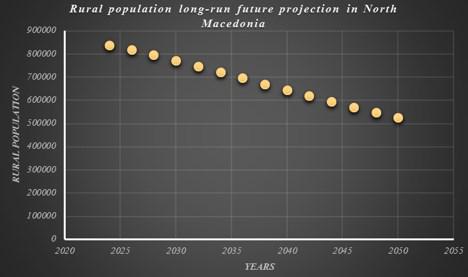 Rural population long-run future projection in North
Macedonia
900000
800000
700000
600000
500000
400000
300000
200000
100000
0
RURAL POPULATION
2020 2025 2030 2035 2040 2045 2050 2055
YEARS